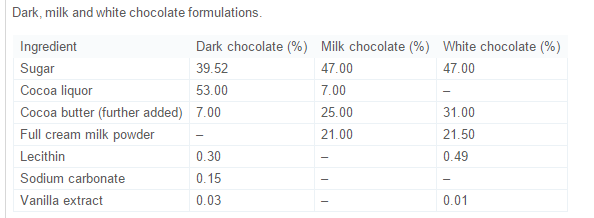 Dark, milk and white chocolate formulations.
Ingredient Dark chocolate (%) Milk chocolate (%) White chocolate (%)
Sugar 39.52 47.00 47.00
Cocoa liquor 53.00 7.00 –
Cocoa butter (further added) 7.00 25.00 31.00
Full cream milk powder – 21.00 21.50
Lecithin 0.30 – 0.49
Sodium carbonate 0.15 – –
Vanilla extract 0.03 – 0.01